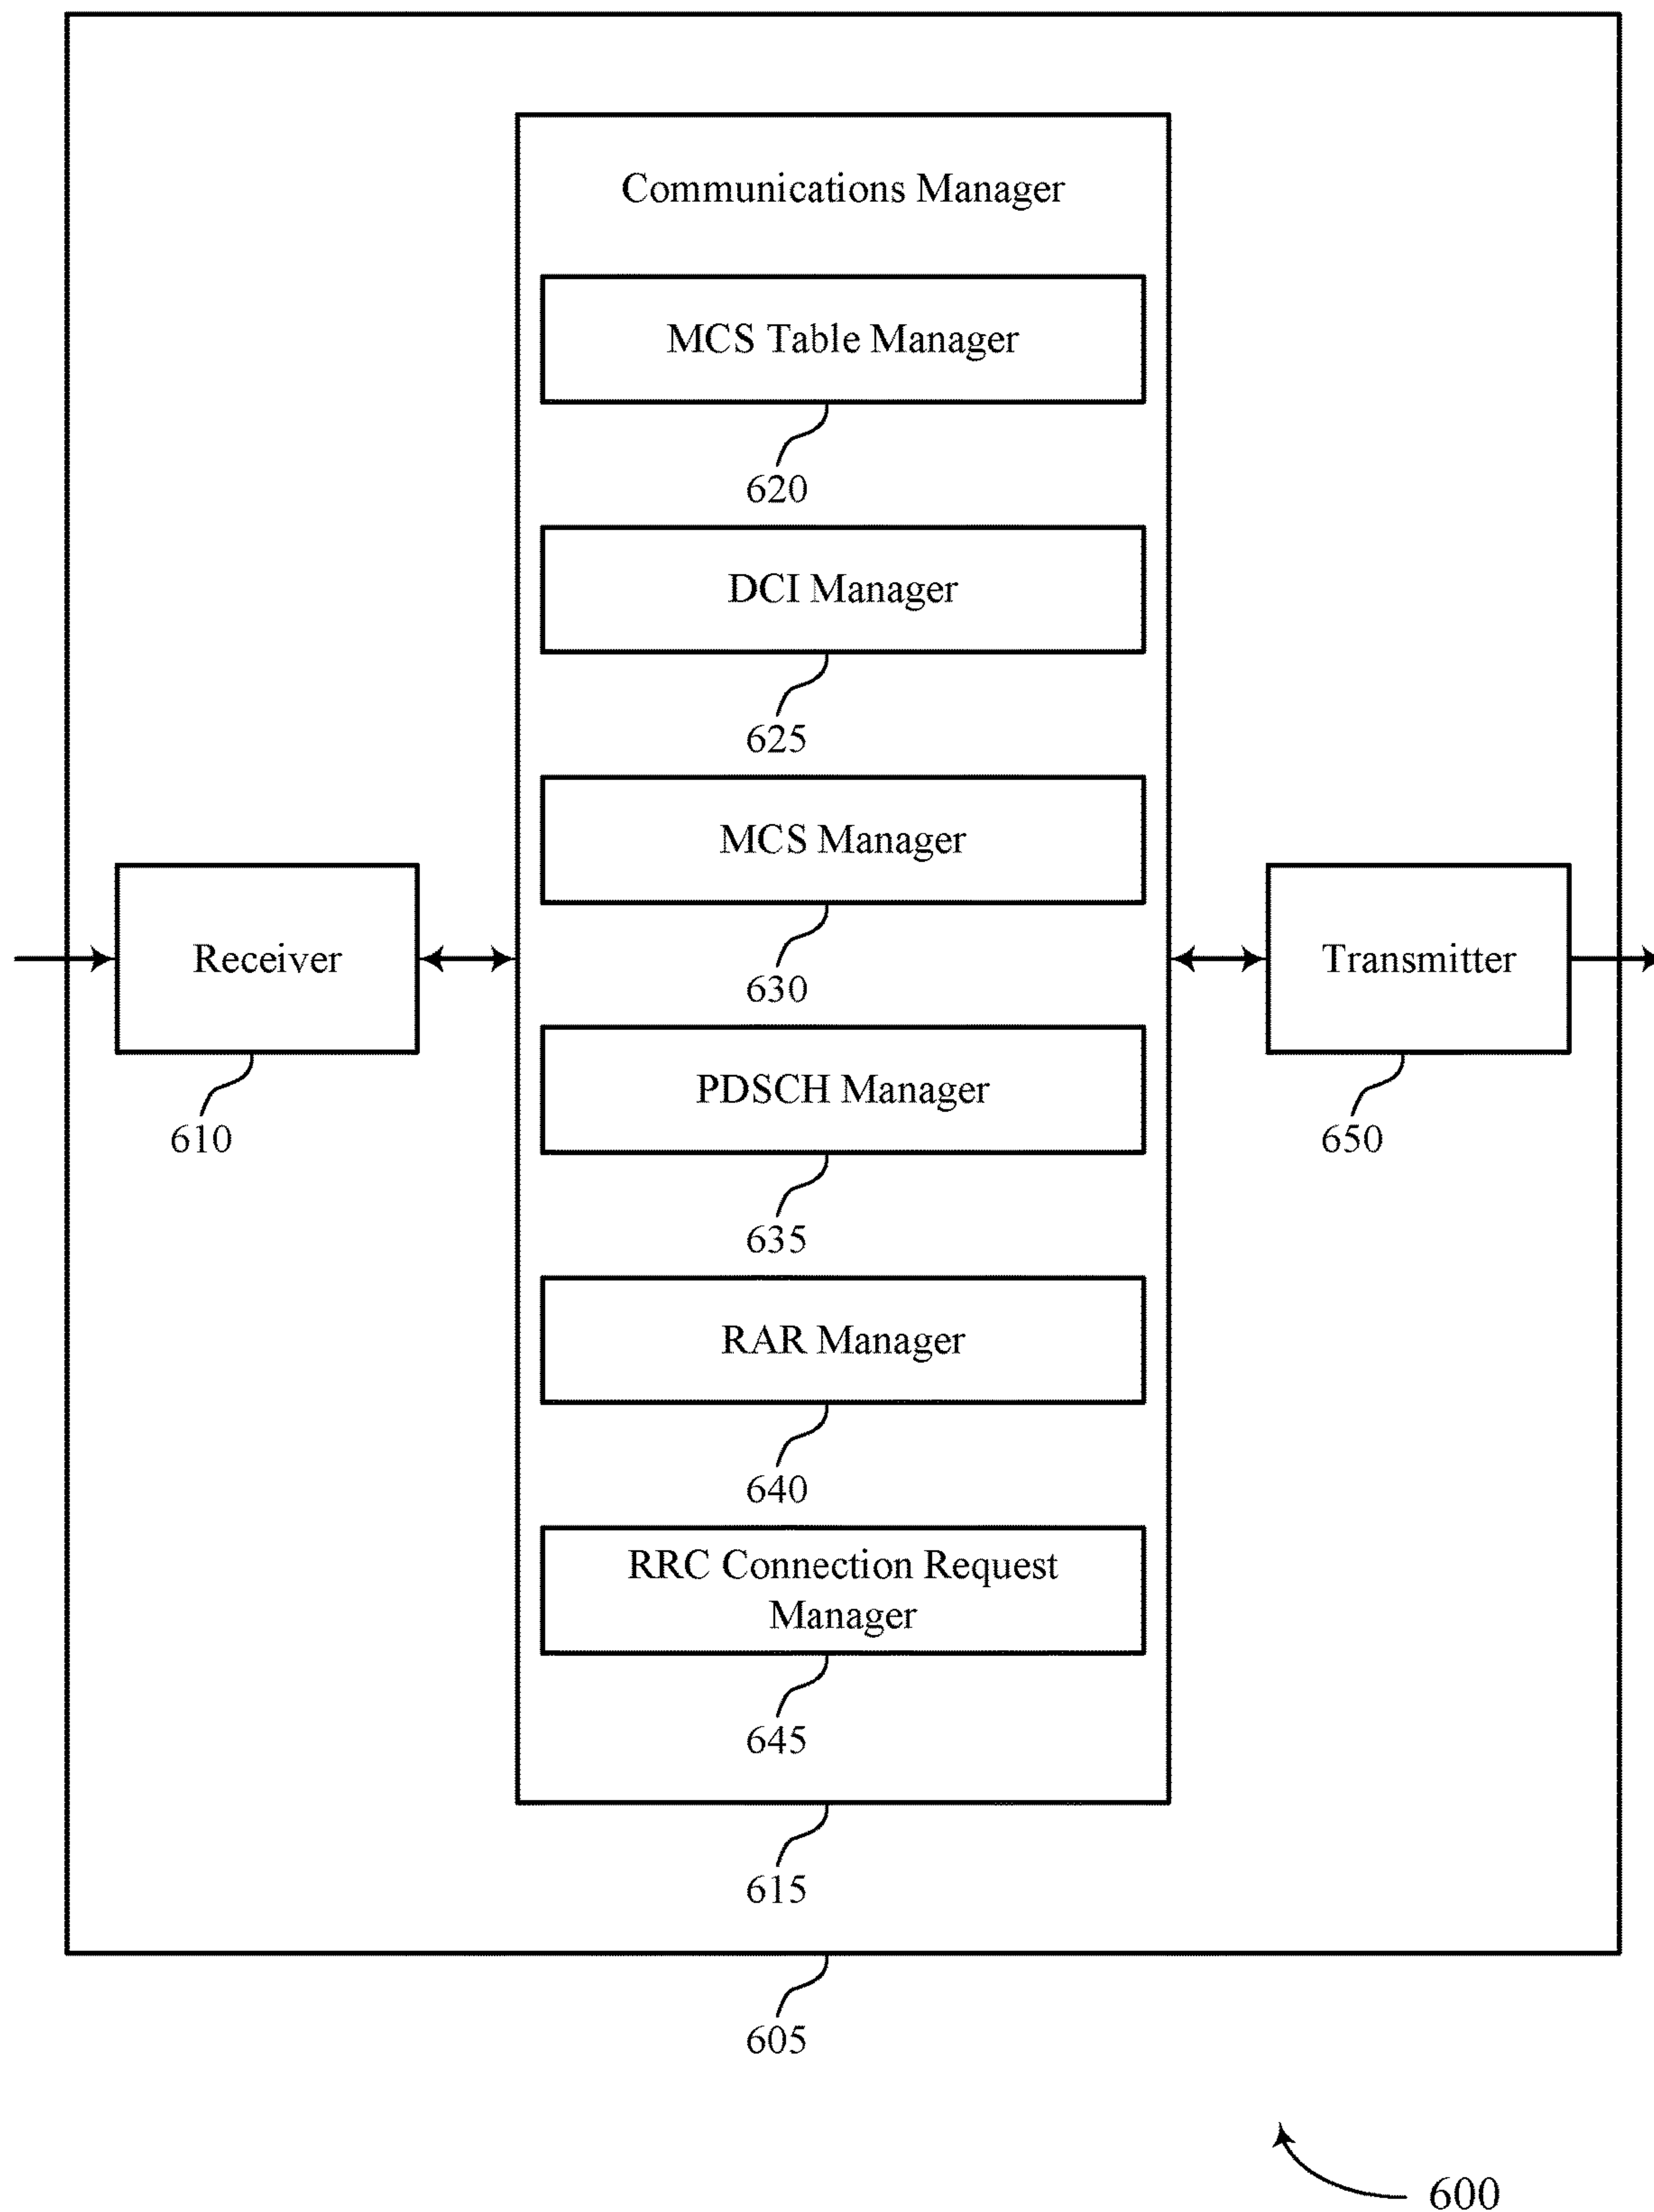 Communications Manager
MCS Table Manager
620
DCI Manager
625
MCS Manager
630
Receiver
610
Transmitter
650
PDSCH Manager
635
RAR Manager
640
RRC Connection Request
Manager
645
615
605
600